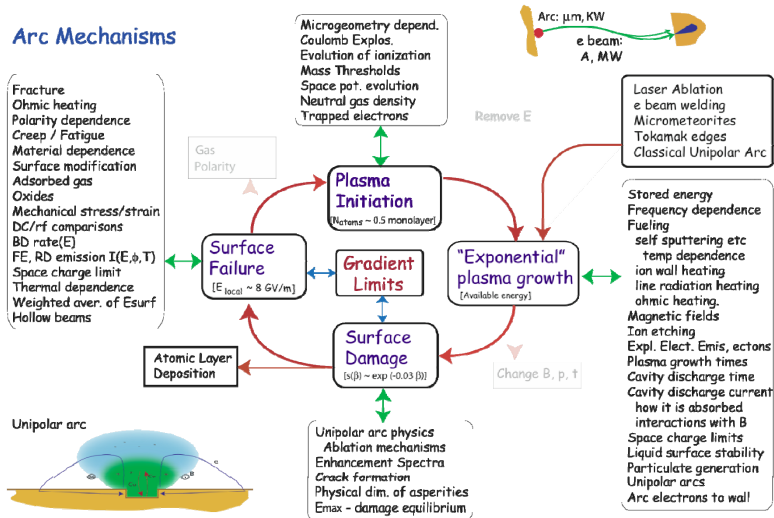 Arc Mechanisms
Arc: μm, KW
e beam:
A, MW
Microgeometry depend.
Coulomb Explos.
Evolution of ionization
Mass Thresholds
Space pot. evolution
Neutral gas density
Trapped electrons
Remove E
Laser Ablation
e beam welding
Micrometeorites
Tokamak edges
Classical Unipolar Arc
Fracture
Ohmic heating
Polarity dependence
Creep / Fatigue
Material dependence
Surface modification
Adsorbed gas
Oxides
Mechanical stress/strain
DC/rf comparisons
BD rate(E)
FE, RD emission I(E,ϕ,T)
Space charge limit
Thermal dependence
Weighted aver. of Esurf
Hollow beams
Gas
Polarity
Plasma
Initiation
[Natoms ~ 0.5 monolayer]
Surface
Failure
[E local ~ 8 GV/m]
Gradient
Limits
"Exponential"
plasma growth
[Available energy]
Surface
Damage
[s(β) ~ exp (-0.03 β)]
Atomic Layer
Deposition
Change B, p, t
Stored energy
Frequency dependence
Fueling
self sputtering etc
temp dependence
ion wall heating
line radiation heating
ohmic heating.
Magnetic fields
Ion etching
Expl. Elect. Emis, ectons
Plasma growth times
Cavity discharge time
Cavity discharge current
how it is absorbed
interactions with B
Space charge limits
Liquid surface stability
Particulate generation
Unipolar arcs
Arc electrons to wall
Unipolar arc physics
Ablation mechanisms
Enhancement Spectra
Crack formation
Physical dim. of asperities
Emax - damage equilibrium
Unipolar arc